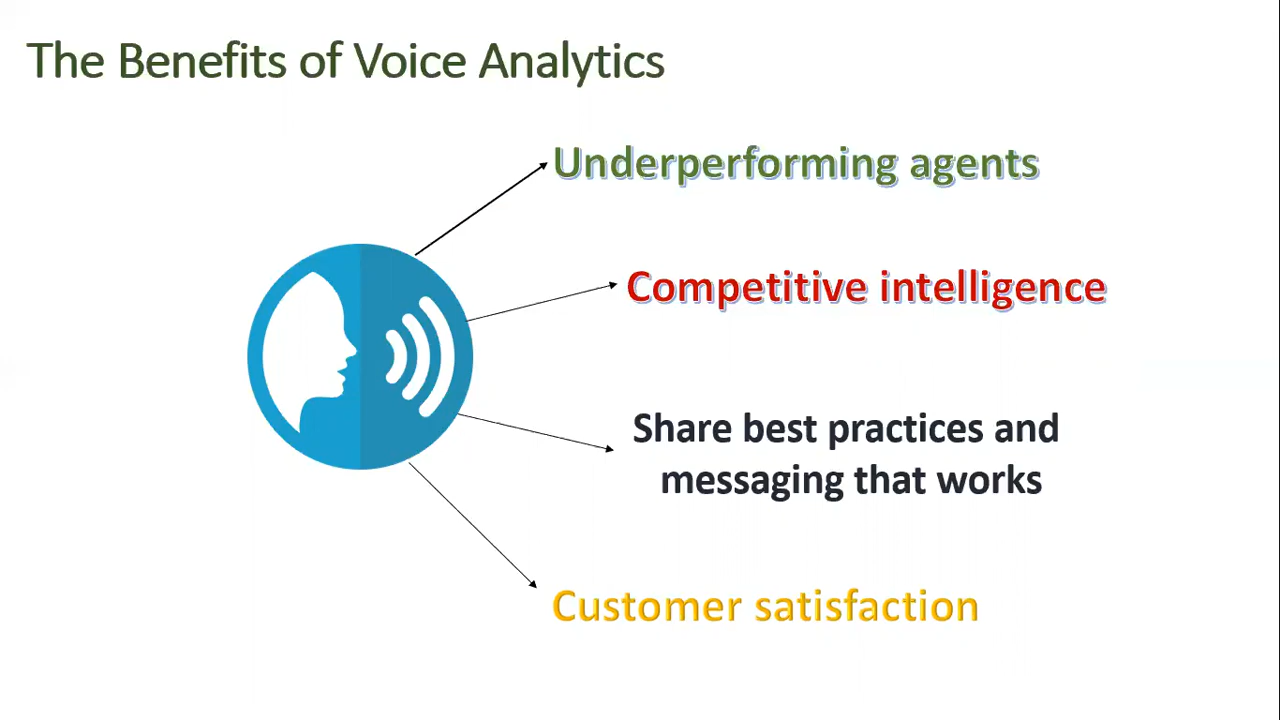 The Benefits of Voice Analytics
Underperforming agents
Competitive intelligence
Share best practices and
messaging that works
Customer satisfaction